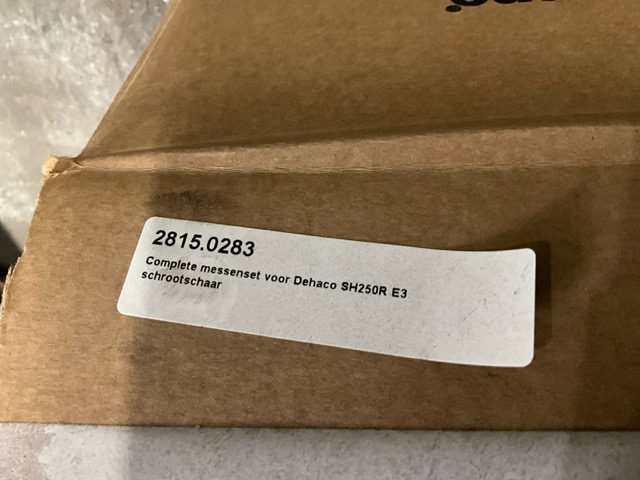 2815.0283
Complete messenset voor Dehaco SH250R E3
schrootschaar